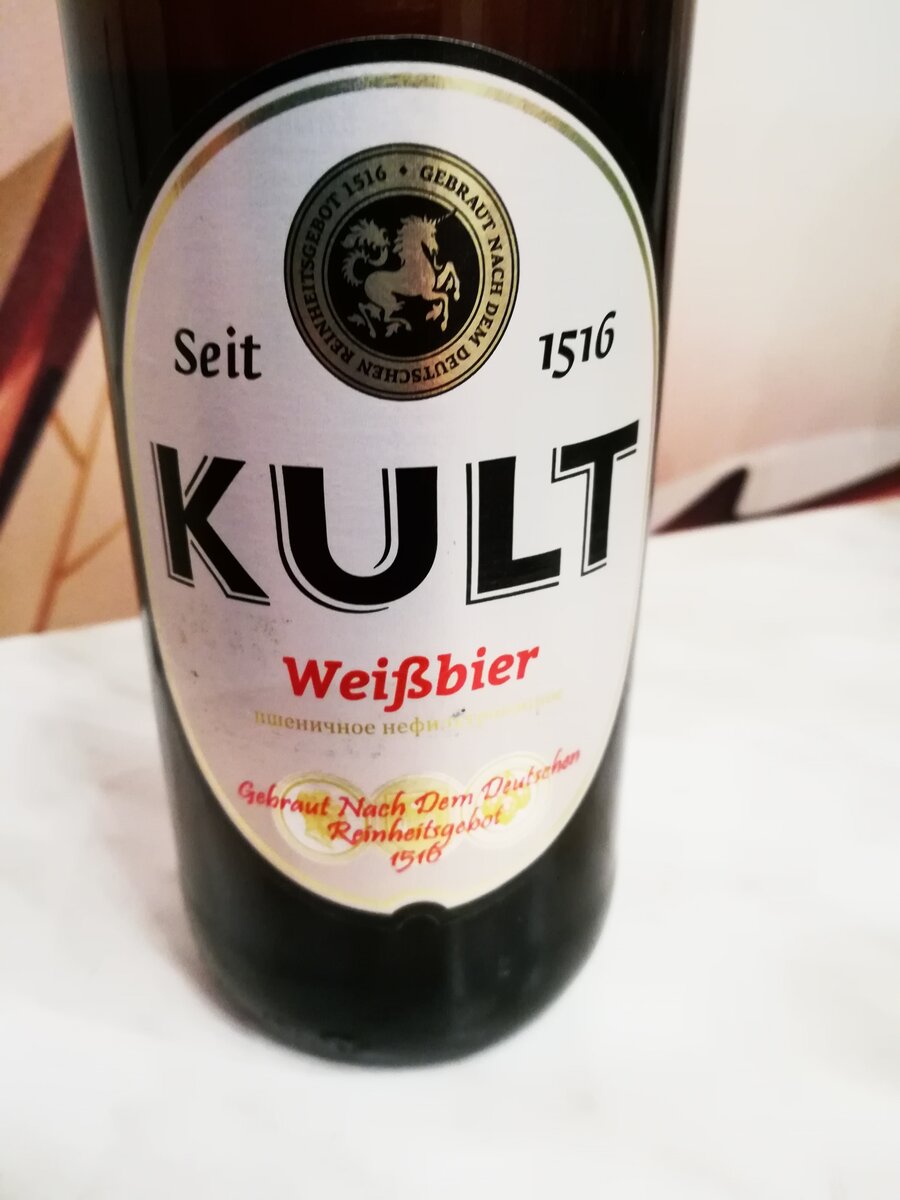 GEBRAUT NACH DEM DEUTSCHEN REINHEITSGEBOT 1516
Seit 1516
KULT
Weißbier
пшеничное
Gebraut Nach Dem Deutschen
Reinheitsgebot
1516